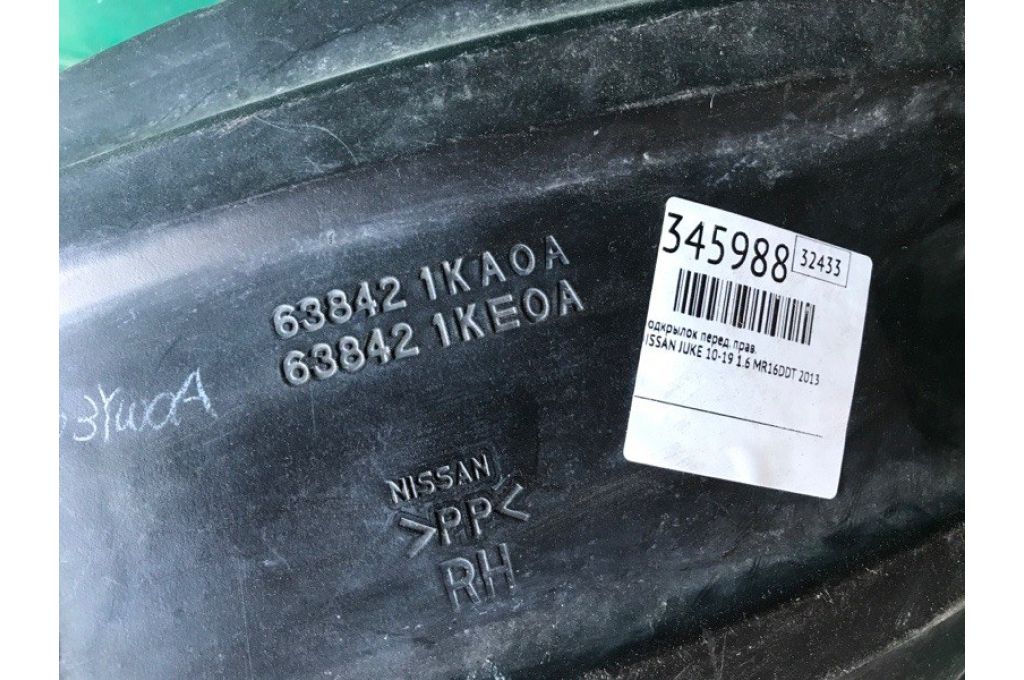 63842 1KA0A
63842 1KE0A
3YWOA
NISSAN
>PP<
RH
345988
32433
одкрылок перед. прав.
ISSAN JUKE 10-19 1.6 MR16DDT 2013